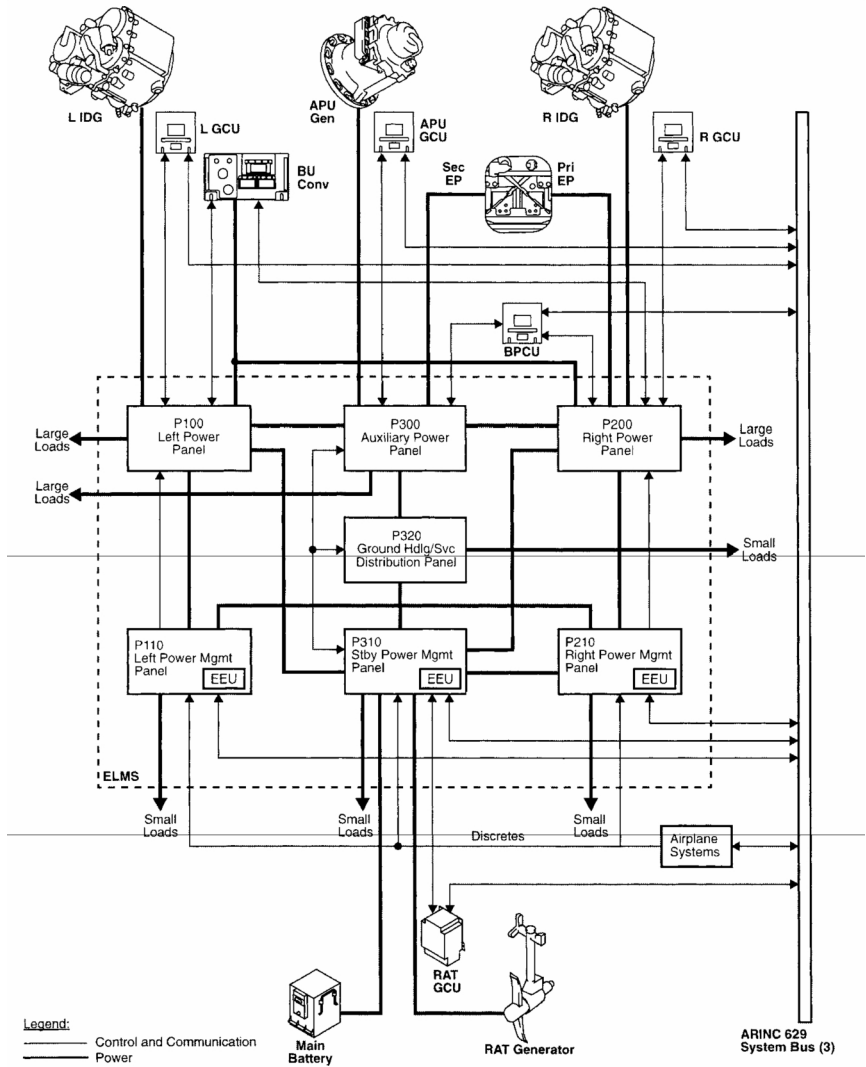 L IDG
L GCU
BU
Conv
APU
Gen
APU
GCU
Sec
EP
Pri
EP
R IDG
R GCU
BPCU
P100
Left Power
Panel
P300
Auxiliary Power
Panel
P200
Right Power
Panel
Large
Loads
Large
Loads
Large
Loads
P320
Ground Hdlg/Svc
Distribution Panel
Small
Loads
P110
Left Power Mgmt
Panel
EEU
P310
Stby Power Mgmt
Panel
EEU
P210
Right Power Mgmt
Panel
EEU
ELMS
Small
Loads
Small
Loads
Small
Loads
Discretes
Airplane
Systems
RAT
GCU
Main
Battery
RAT Generator
ARINC 629
System Bus (3)
Legend:
Control and Communication
Power